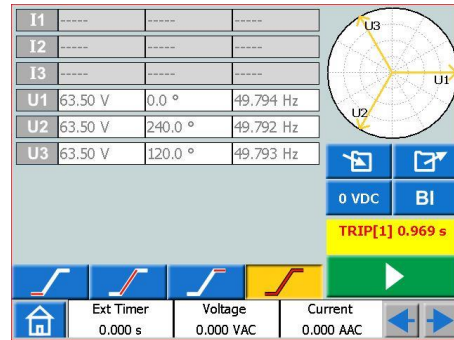 I1 ----- ----- -----
I2 ----- ----- -----
I3 ----- ----- -----
U1 63.50 V 0.0 ° 49.794 Hz
U2 63.50 V 240.0 ° 49.792 Hz
U3 63.50 V 120.0 ° 49.793 Hz
U3
U1
U2
0 VDC BI
TRIP[1] 0.969 s
Ext Timer Voltage Current
0.000 s 0.000 VAC 0.000 AAC